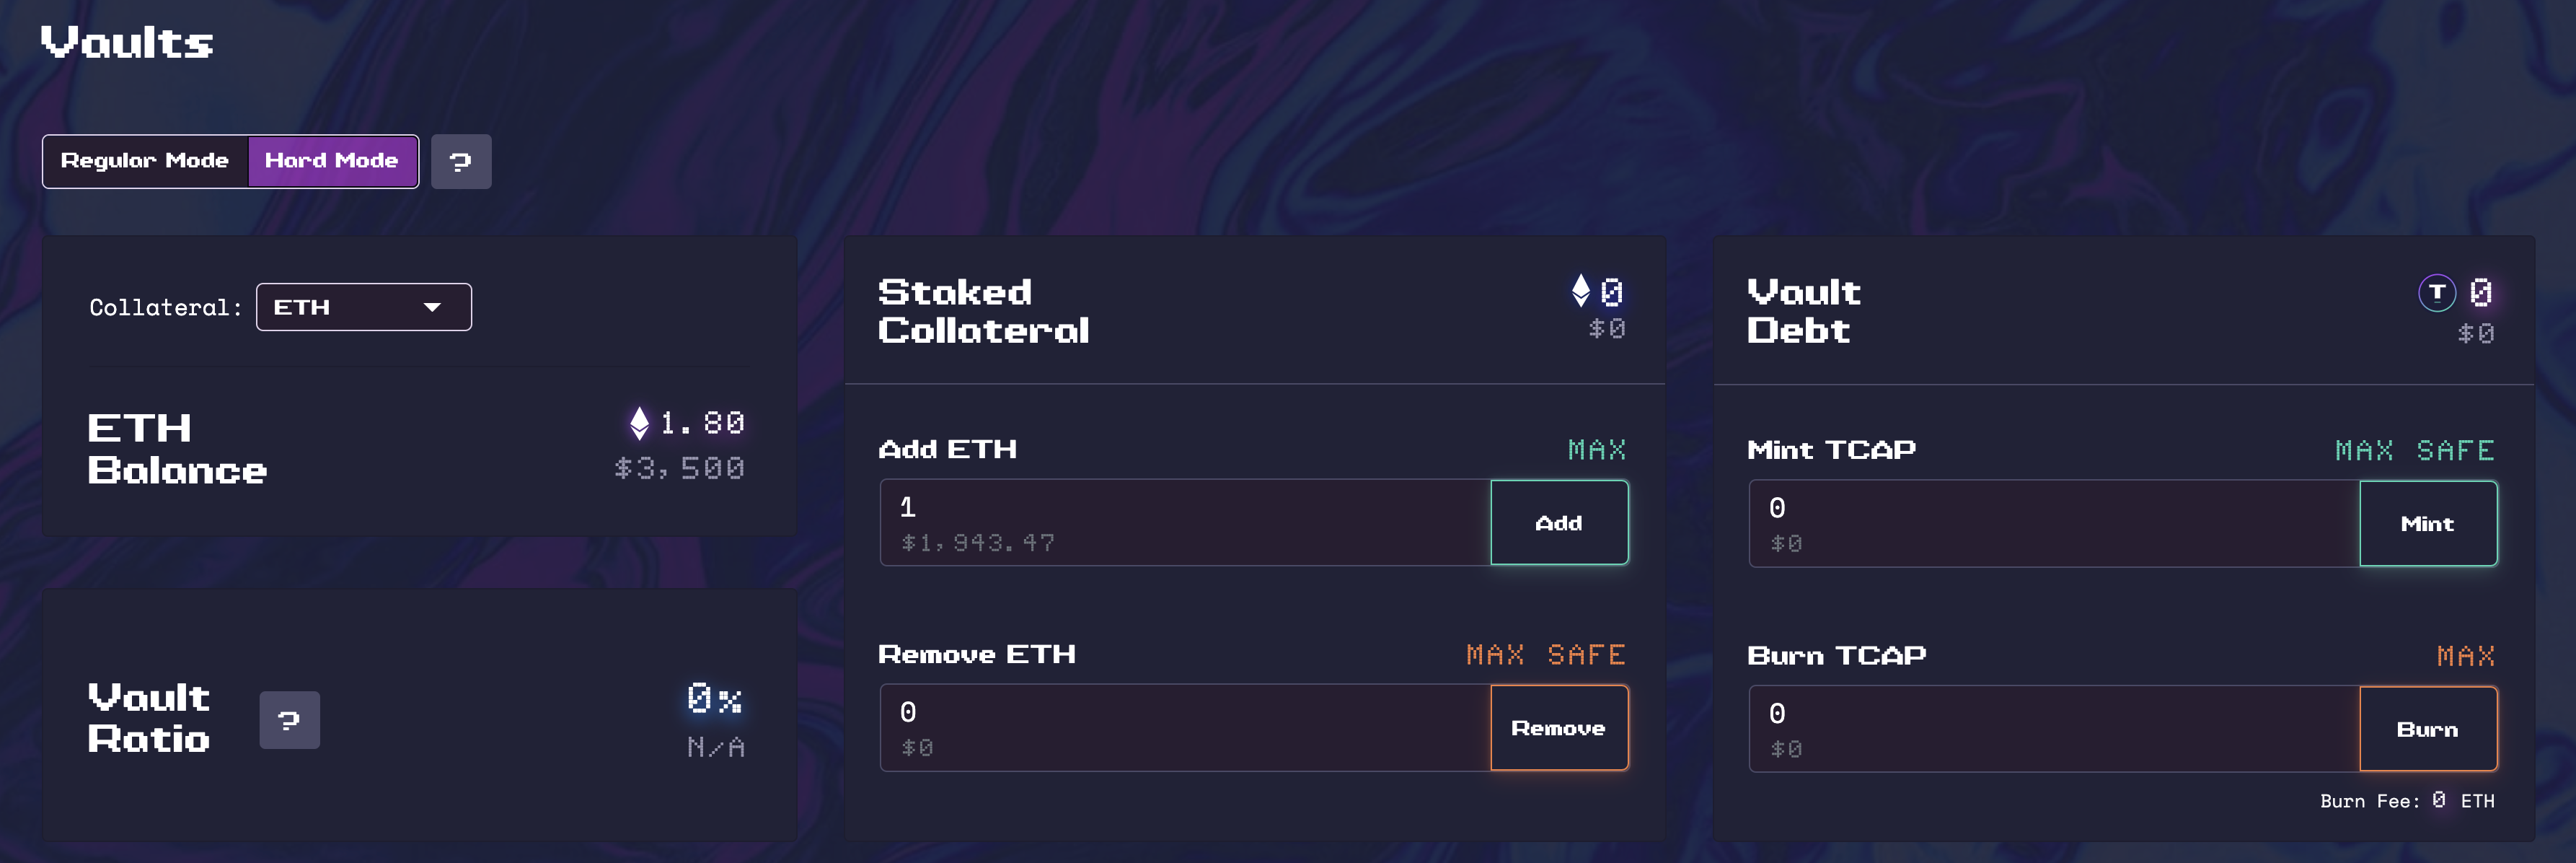 Vaults
Regular Mode
Hard Mode
?
Collateral:
ETH
ETH
Balance
1.80
$3,500
Vault
Ratio
?
0%
N/A
Staked
Collateral
0
$0
Add ETH
MAX
1
$1,943.47
Add
Remove ETH
MAX SAFE
0
$0
Remove
Vault
Debt
T
0
$0
Mint TCAP
MAX SAFE
0
$0
Mint
Burn TCAP
MAX
0
$0
Burn
Burn Fee: 0 ETH